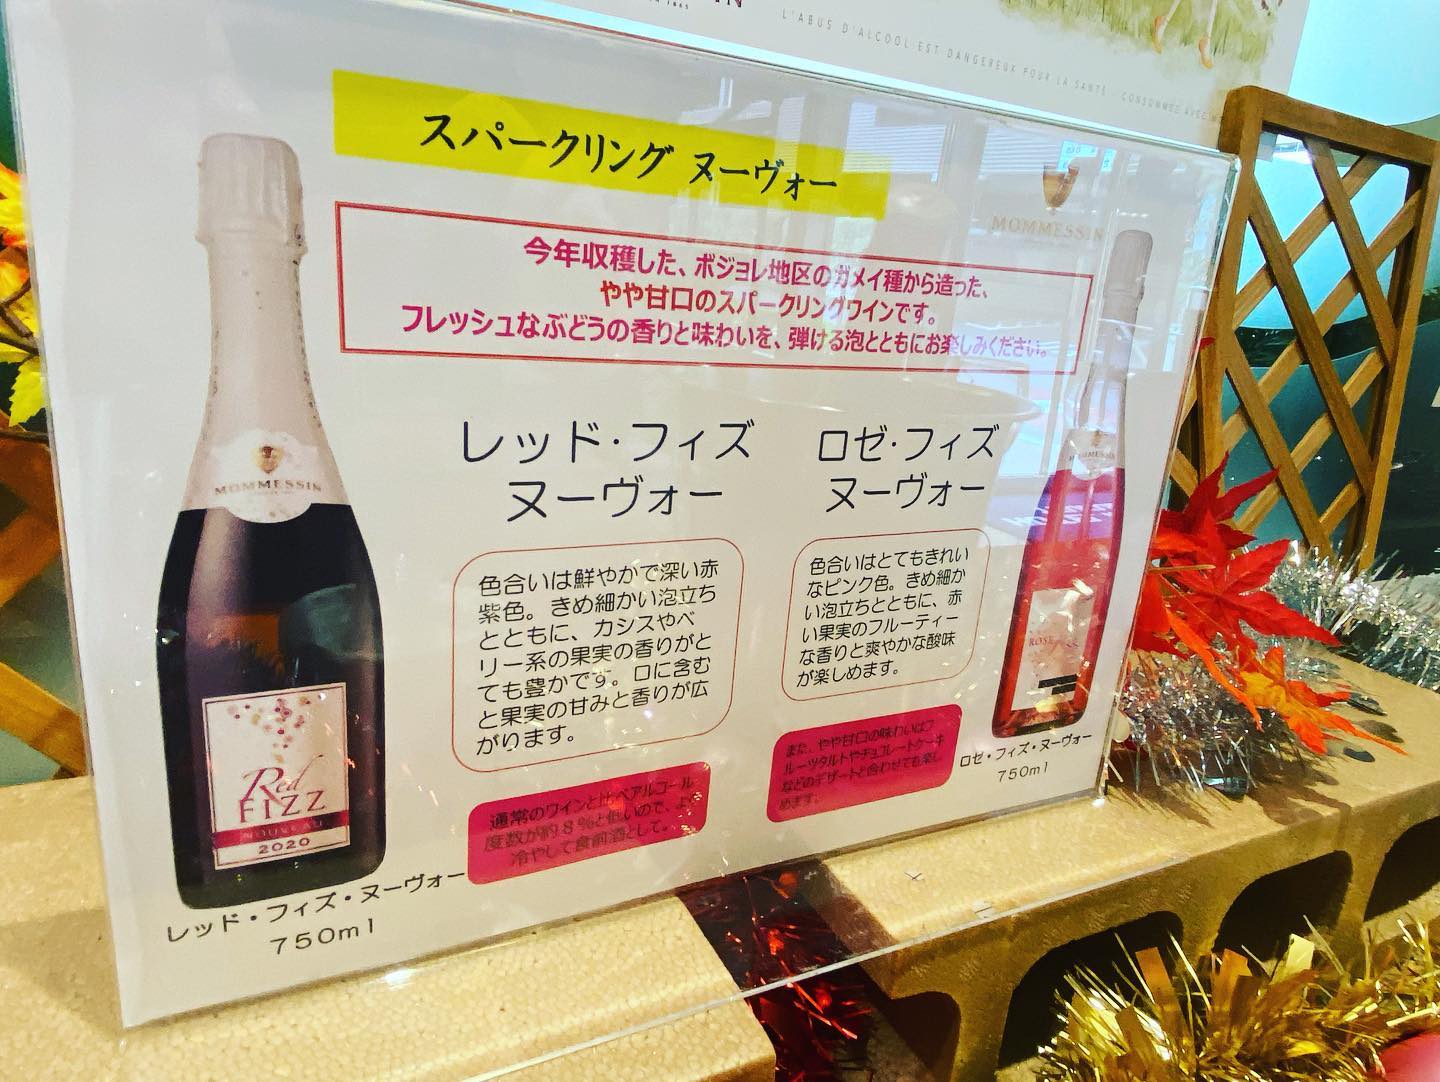 L'ABUS D'ALCOOL EST DANGEREUX POUR LA SANTÉ · CONSOMMEZ AVEC
スパークリング ヌーヴォー
MOMMESSIN
今年収穫した、ボジョレ地区のガメイ種から造った、
やや甘口のスパークリングワインです。
フレッシュなぶどうの香りと味わいを、弾ける泡とともにお楽しみください。
レッド・フィズ
ヌーヴォー
色合いは鮮やかで深い赤
紫色。きめ細かい泡立ち
とともに、カシスやベ
リー系の果実の香りがと
ても豊かです。口に含む
と果実の甘みと香りが広
がります。
通常のワインと比べアルコール
度数が約8%と低いので、よく
冷やして食前酒として。
ロゼ・フィズ
ヌーヴォー
色合いはとてもきれい
なピンク色。きめ細か
い泡立ちとともに、赤
い果実のフルーティー
な香りと爽やかな酸味
が楽しめます。
また、やや甘口の味わいはフ
ルーツタルトやチョコレートケーキ
などのデザートと合わせても楽し
めます。
MOMMESSIN
Red
FIZZ
NOUVEAU
2020
レッド・フィズ・ヌーヴォー
750ml
MOMMESSIN
ROSE
ロゼ・フィズ・ヌーヴォー
750ml